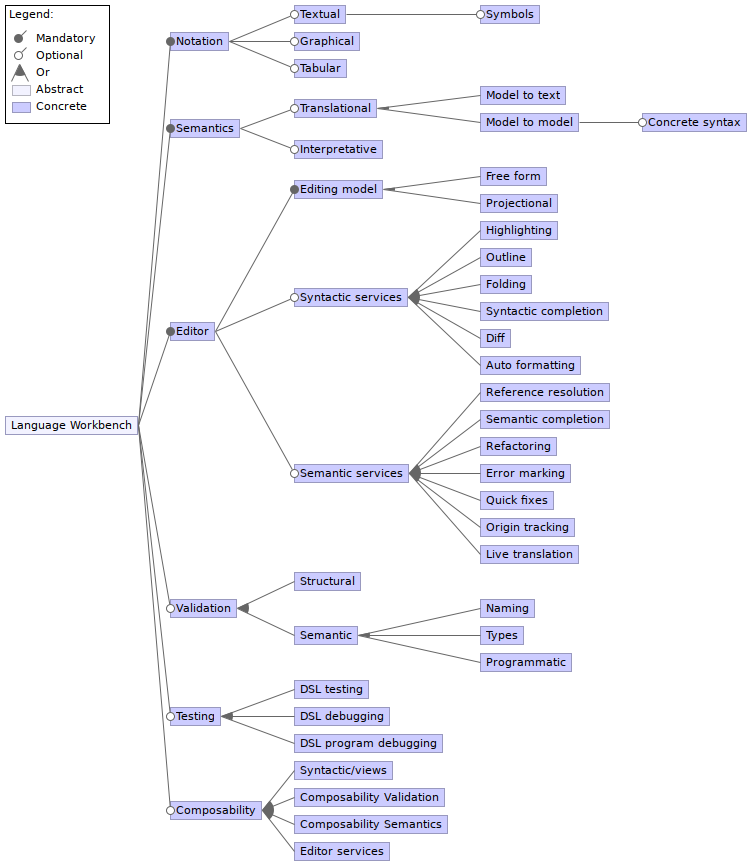 Legend:
Mandatory
Optional
Or
Abstract
Concrete
Language Workbench
Notation
Textual
Symbols
Graphical
Tabular
Semantics
Translational
Model to text
Model to model
Concrete syntax
Interpretative
Editor
Editing model
Free form
Projectional
Syntactic services
Highlighting
Outline
Folding
Syntactic completion
Diff
Auto formatting
Semantic services
Reference resolution
Semantic completion
Refactoring
Error marking
Quick fixes
Origin tracking
Live translation
Validation
Structural
Semantic
Naming
Types
Programmatic
Testing
DSL testing
DSL debugging
DSL program debugging
Composability
Syntactic/views
Composability Validation
Composability Semantics
Editor services